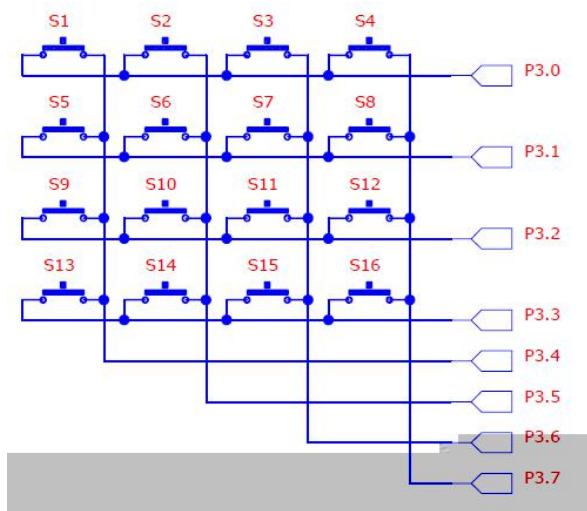 S1 S2 S3 S4
P3.0
S5 S6 S7 S8
P3.1
S9 S10 S11 S12
P3.2
S13 S14 S15 S16
P3.3
P3.4
P3.5
P3.6
P3.7